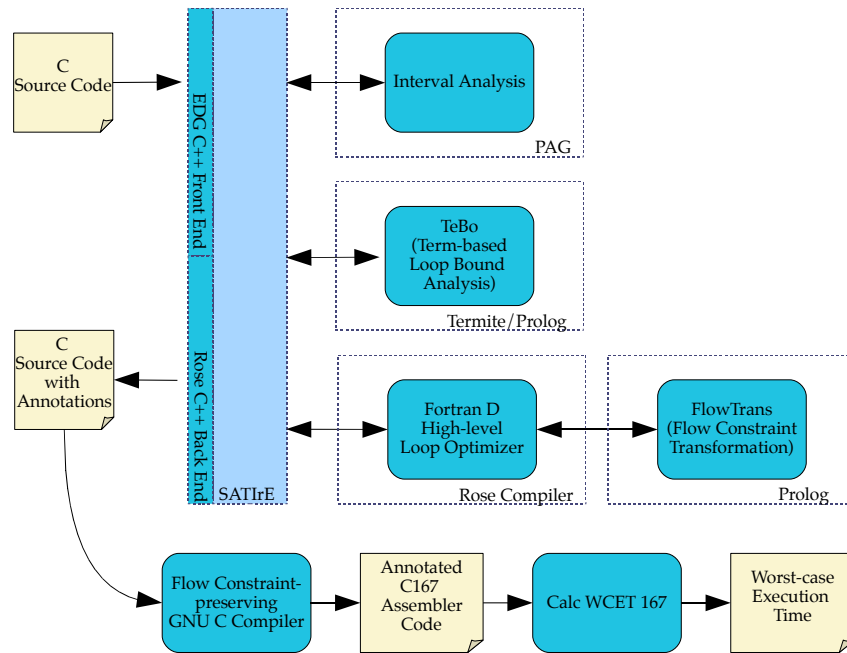 C
Source Code
EDG C++ Front End
Interval Analysis
PAG
TeBo
(Term-based
Loop Bound
Analysis)
Termite/Prolog
C
Source Code
with
Annotations
Rose C++ Back End
SATIrE
Fortran D
High-level
Loop Optimizer
Rose Compiler
FlowTrans
(Flow Constraint
Transformation)
Prolog
Flow Constraint-
preserving
GNU C Compiler
Annotated
C167
Assembler
Code
Calc WCET 167
Worst-case
Execution
Time